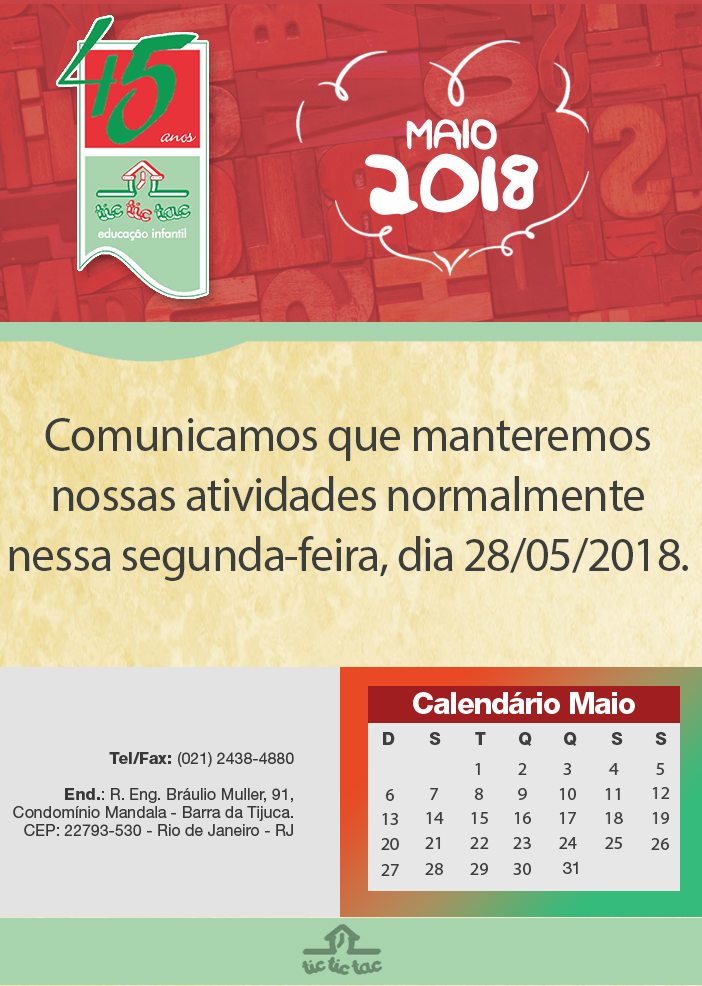 45
anos
tic tic tac
educação infantil
MAIO
2018
Comunicamos que manteremos
nossas atividades normalmente
nessa segunda-feira, dia 28/05/2018.
Tel/Fax: (021) 2438-4880
End.: R. Eng. Bráulio Muller, 91,
Condomínio Mandala - Barra da Tijuca.
CEP: 22793-530 - Rio de Janeiro - RJ
Calendário Maio
D S T Q Q S S
1 2 3 4 5
6 7 8 9 10 11 12
13 14 15 16 17 18 19
20 21 22 23 24 25 26
27 28 29 30 31
tic tic tac